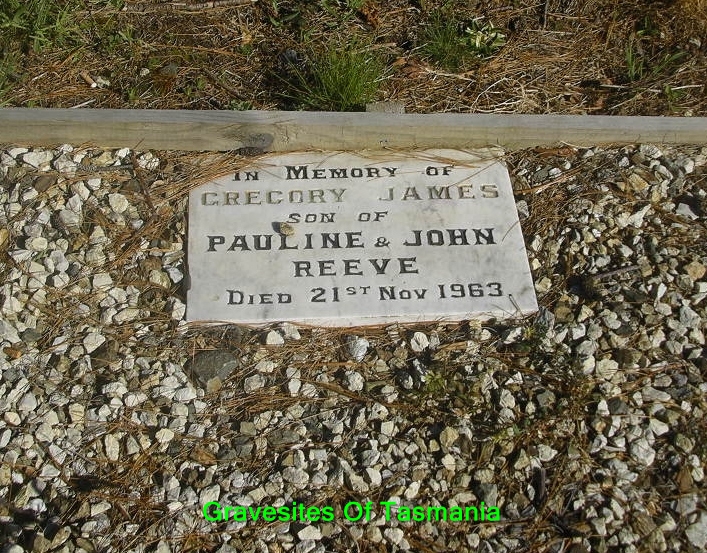 In Memory of
GREGORY JAMES
SON OF
PAULINE & JOHN
REEVE
Died 21ST Nov 1963.
Gravesites Of Tasmania